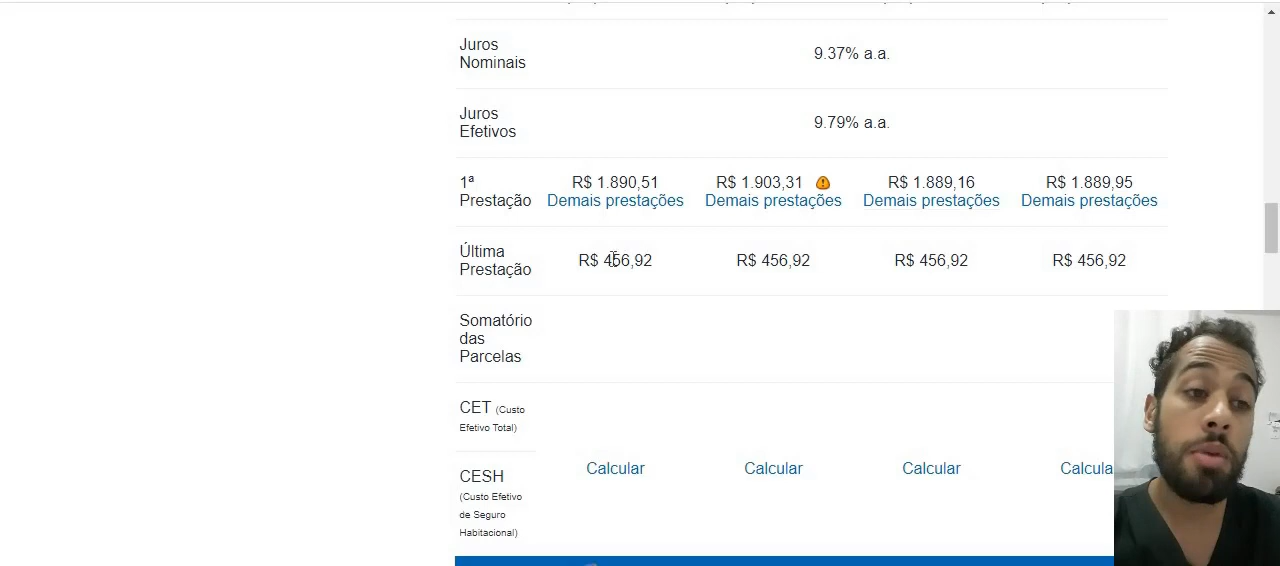 Juros
Nominais
9.37% a.a.
Juros
Efetivos
9.79% a.a.
1ª
Prestação
R$ 1.890,51
Demais prestações
R$ 1.903,31
Demais prestações
R$ 1.889,16
Demais prestações
R$ 1.889,95
Demais prestações
Última
Prestação
R$ 456,92
R$ 456,92
R$ 456,92
R$ 456,92
Somatório
das
Parcelas
CET (Custo
Efetivo Total)
CESH
(Custo Efetivo
de Seguro
Habitacional)
Calcular
Calcular
Calcular
Calcula